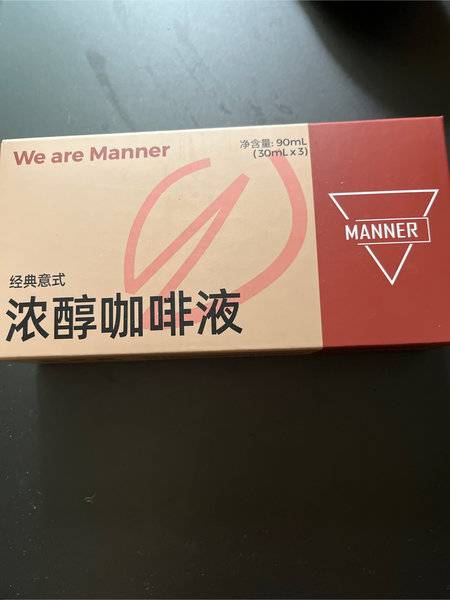 We are Manner
净含量: 90mL
(30mL x 3)
MANNER
经典意式
浓醇咖啡液